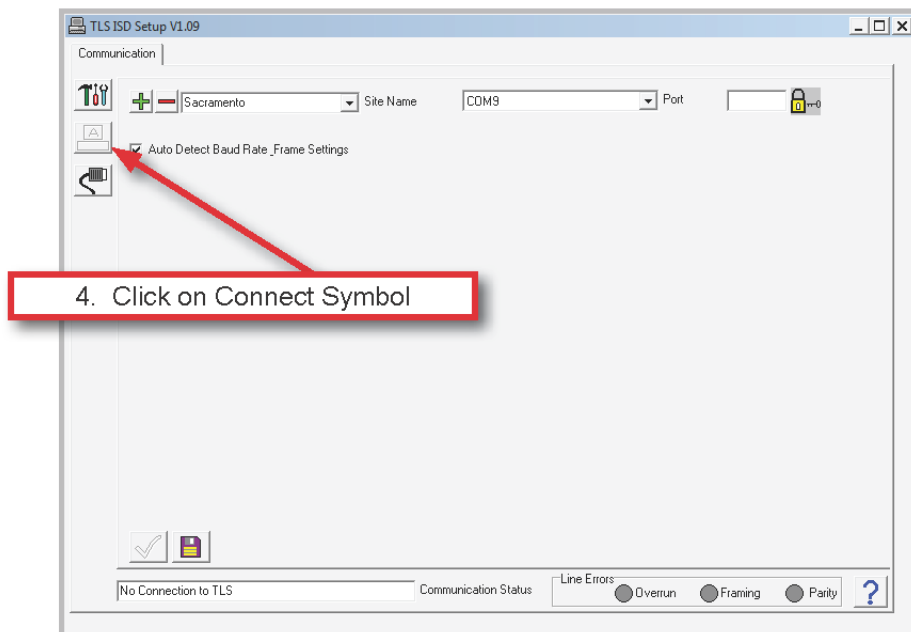 TLS ISD Setup V1.09
Communication
Sacramento Site Name COM9 Port
A
Auto Detect Baud Rate_Frame Settings
4. Click on Connect Symbol
No Connection to TLS Communication Status Line Errors Overrun Framing Parity ?